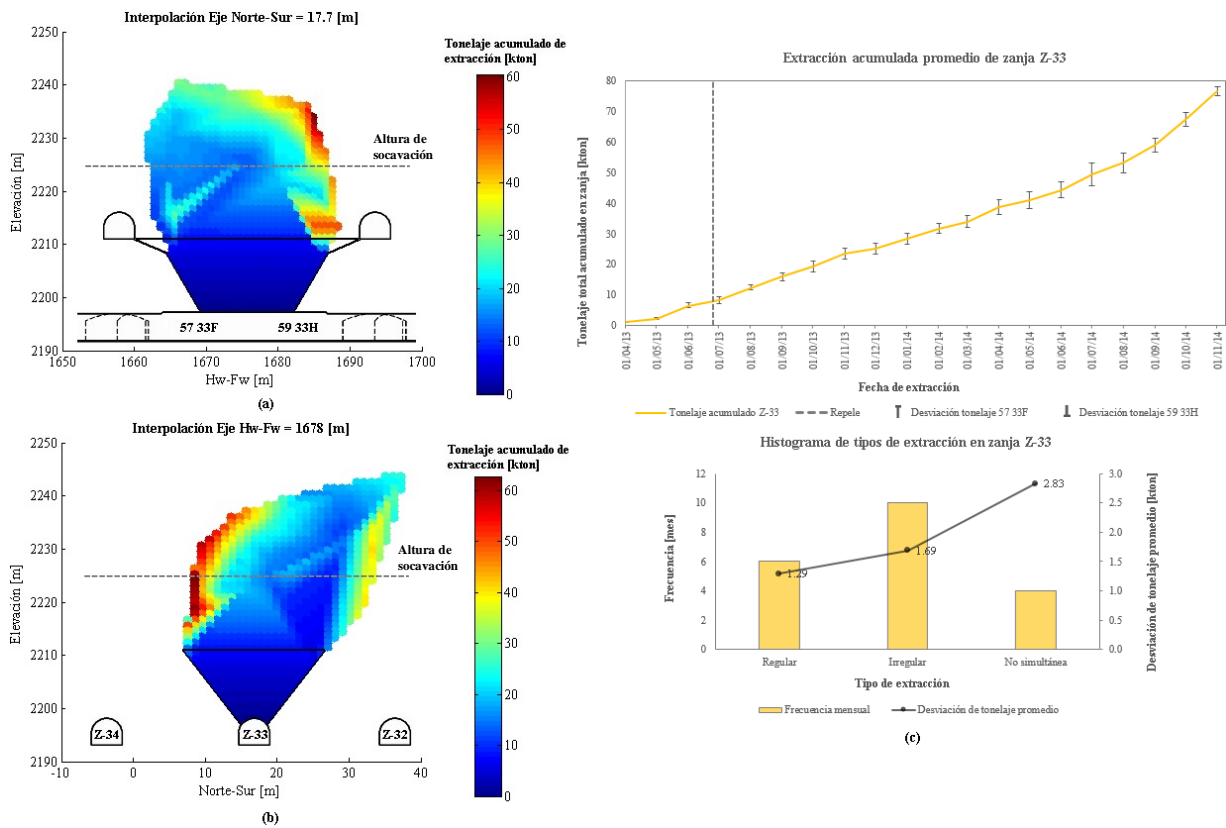 Interpolación Eje Norte-Sur = 17.7 [m]
Tonelaje acumulado de
extracción [kton]
2250
2240
2230
2220
2210
2200
2190
Elevación [m]
Altura de
socavación
60
50
40
30
20
10
0
57 33F
59 33H
1650
1660
1670
1680
1690
1700
Hw-Fw [m]
(a)
Interpolación Eje Hw-Fw = 1678 [m]
Tonelaje acumulado de
extracción [kton]
2250
2240
2230
2220
2210
2200
2190
Elevación [m]
Altura de
socavación
60
50
40
30
20
10
0
Z-34
Z-33
Z-32
-10
0
10
20
30
40
Norte-Sur [m]
(b)
Extracción acumulada promedio de zanja Z-33
Tonelaje total acumulado en zanja [kton]
80
70
60
50
40
30
20
10
0
01/04/13
01/05/13
01/06/13
01/07/13
01/08/13
01/09/13
01/10/13
01/11/13
01/12/13
01/01/14
01/02/14
01/03/14
01/04/14
01/05/14
01/06/14
01/07/14
01/08/14
01/09/14
01/10/14
01/11/14
Fecha de extracción
Tonelaje acumulado Z-33
Repele
Desviación tonelaje 57 33F
Desviación tonelaje 59 33H
Histograma de tipos de extracción en zanja Z-33
Frecuencia [mes]
12
10
8
6
4
2
0
1.29
1.69
2.83
3.0
2.5
2.0
1.5
1.0
0.5
0.0
Desviación de tonelaje promedio [kton]
Regular
Irregular
No simultánea
Tipo de extracción
Frecuencia mensual
Desviación de tonelaje promedio
(c)